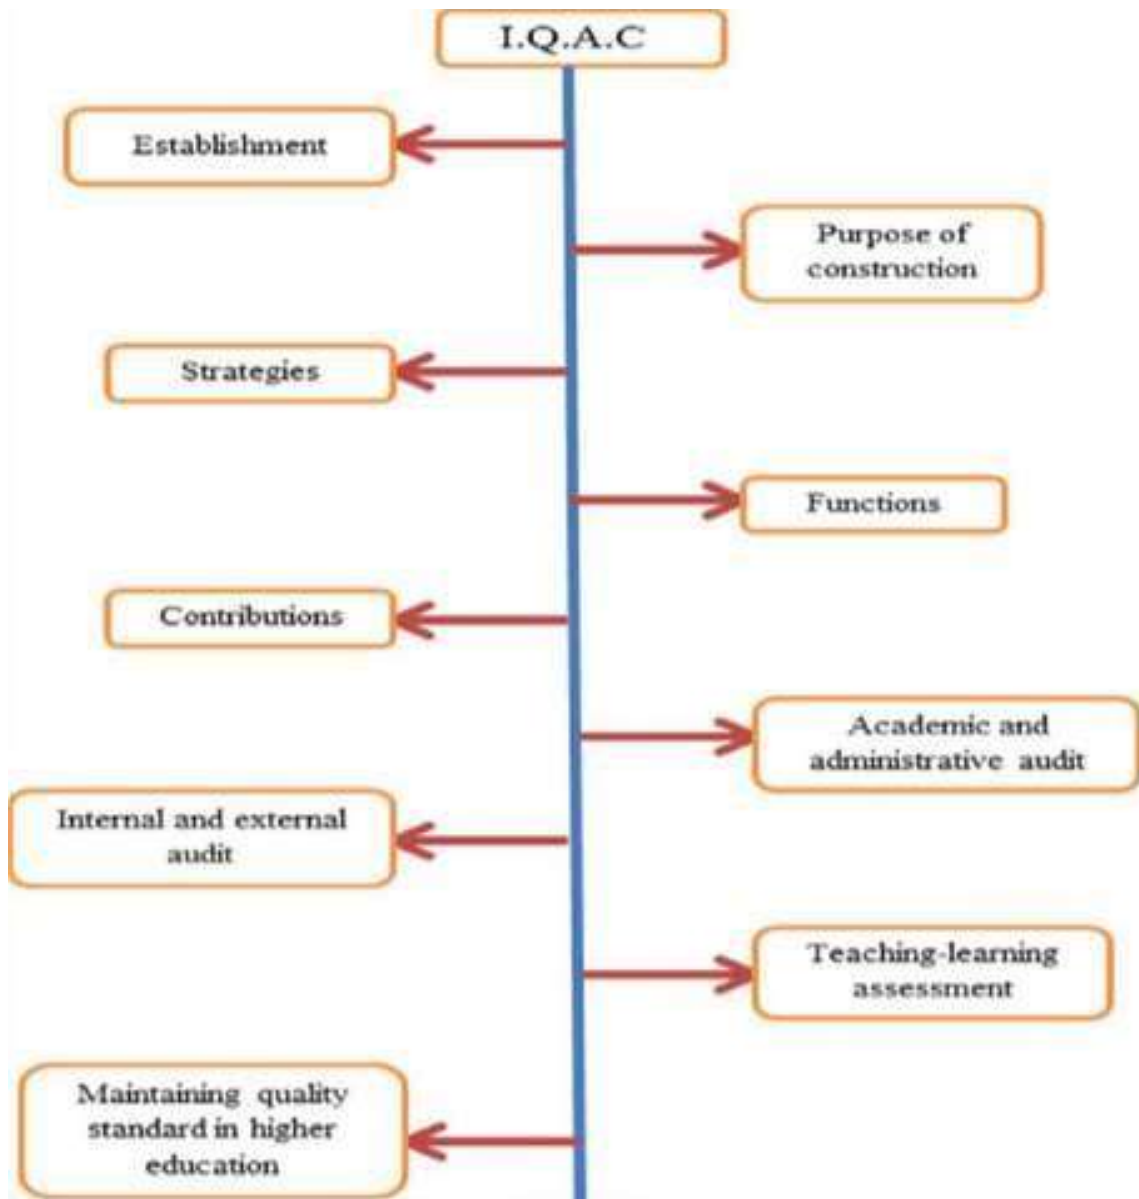 I.Q.A.C
Establishment
Purpose of
construction
Strategies
Functions
Contributions
Academic and
administrative audit
Internal and external
audit
Teaching-learning
assessment
Maintaining quality
standard in higher
education